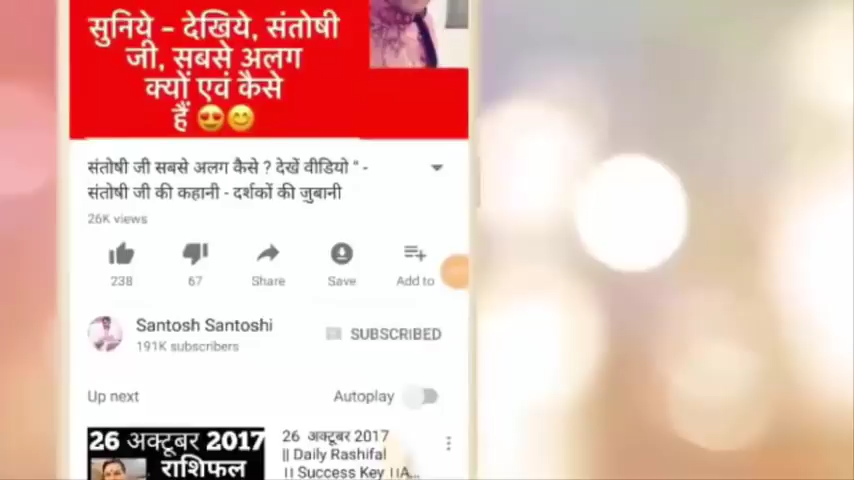 सुनिये - देखिये, संतोषी
जी, सबसे अलग
क्यों एवं कैसे
हैं 😍😊
संतोषी जी सबसे अलग कैसे ? देखें वीडियो " -
संतोषी जी की कहानी - दर्शकों की जुबानी
26K views
238 67 Share Save Add to
Santosh Santoshi
191K subscribers
SUBSCRIBED
Up next Autoplay
26 अक्टूबर 2017
राशिफल
26 अक्टूबर 2017
|| Daily Rashifal
|| Success Key ||A...